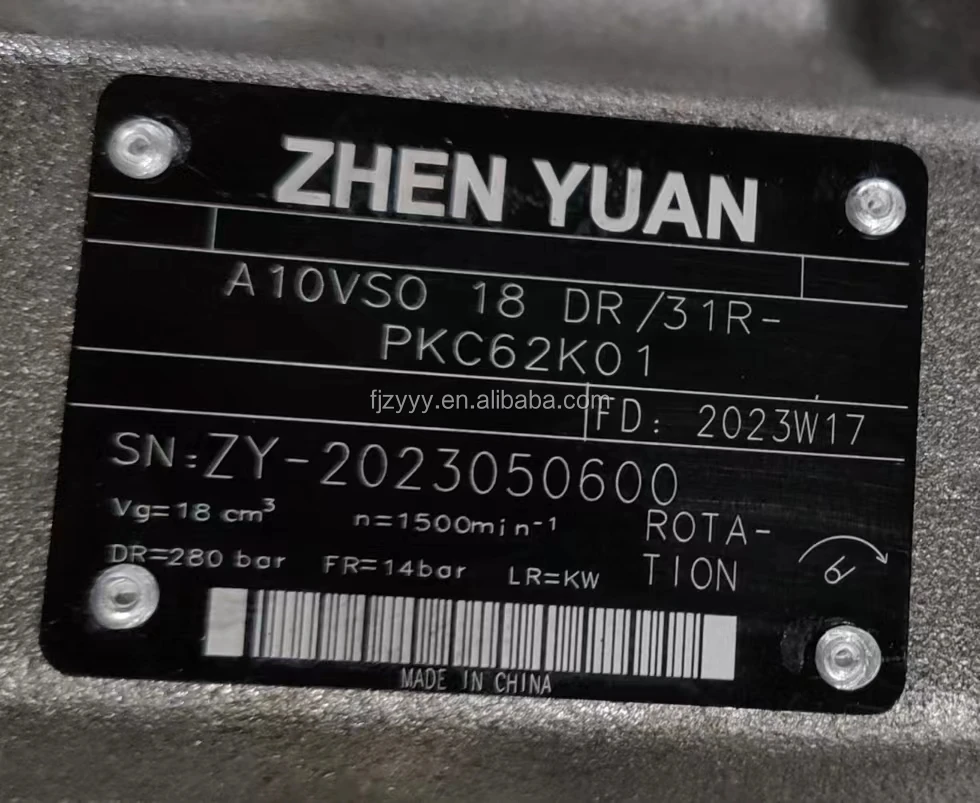 ZHEN YUAN
A10VSO 18 DR/31R-
PKC62K01
fjzyyy.en.alibaba.com
FD: 2023W17
SN:ZY-2023050600
Vg=18 cm³ n=1500min⁻¹ ROTA-
DR=280 bar FR=14bar LR=KW TION
MADE IN CHINA